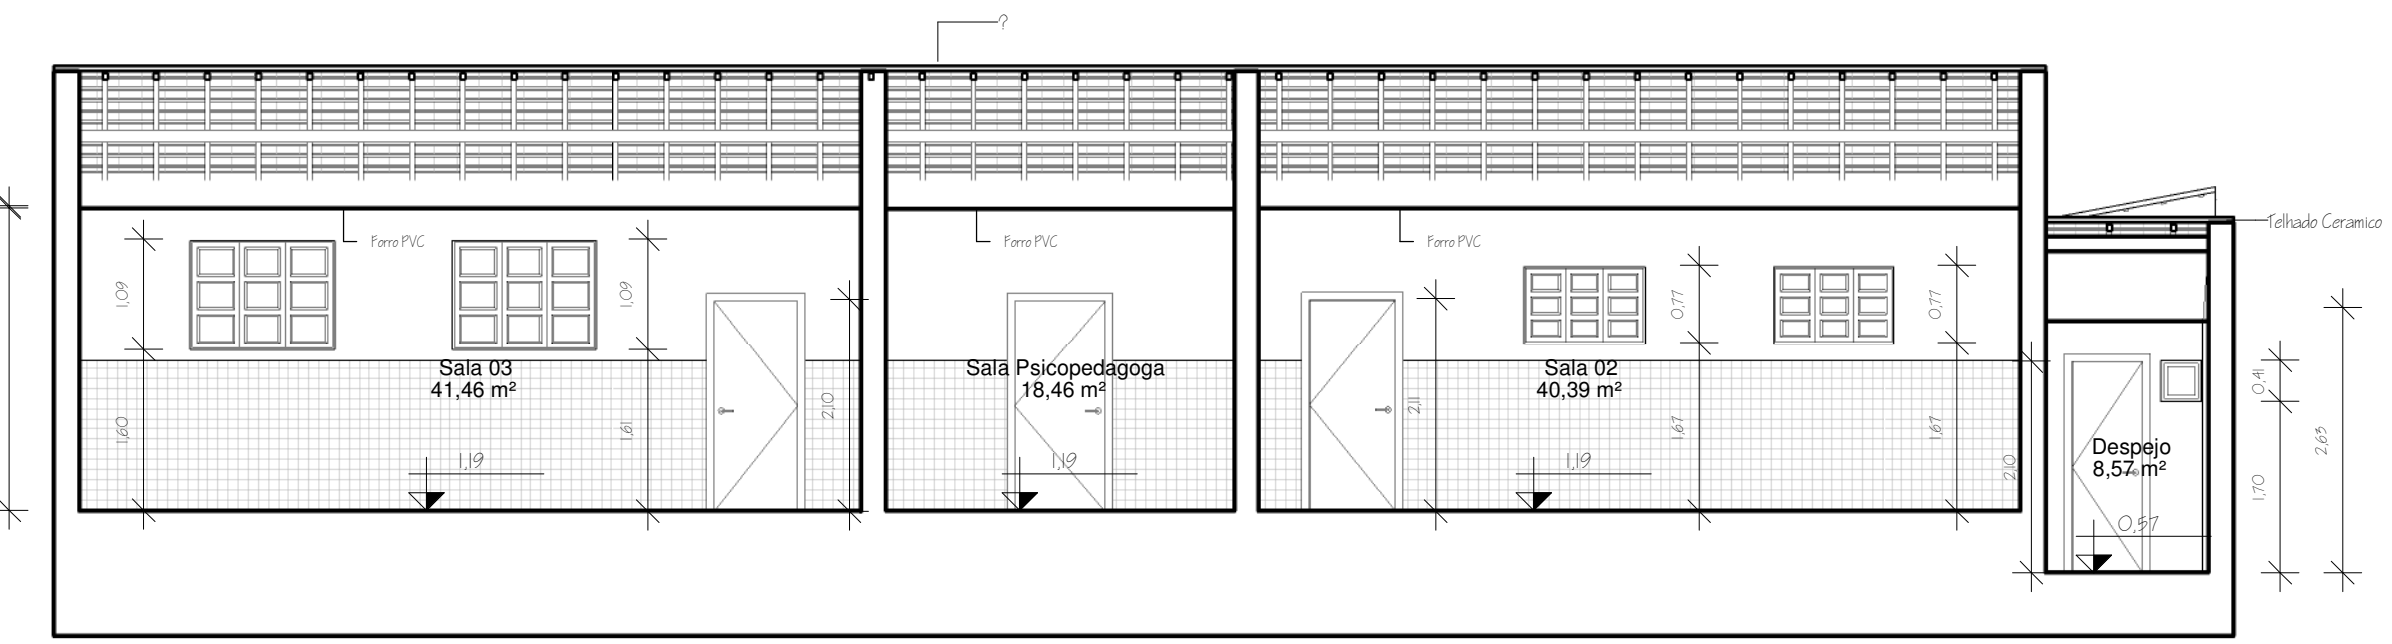 ?
Telhado Ceramico
Forro PVC
Forro PVC
Forro PVC
1,09
1,09
0,77
0,77
Sala 03
41,46 m²
Sala Psicopedagoga
18,46 m²
Sala 02
40,39 m²
0,41
1,60
1,61
2,10
2,11
1,67
1,67
2,10
Despejo
8,57 m²
2,63
1,70
1,19
1,19
1,19
0,57